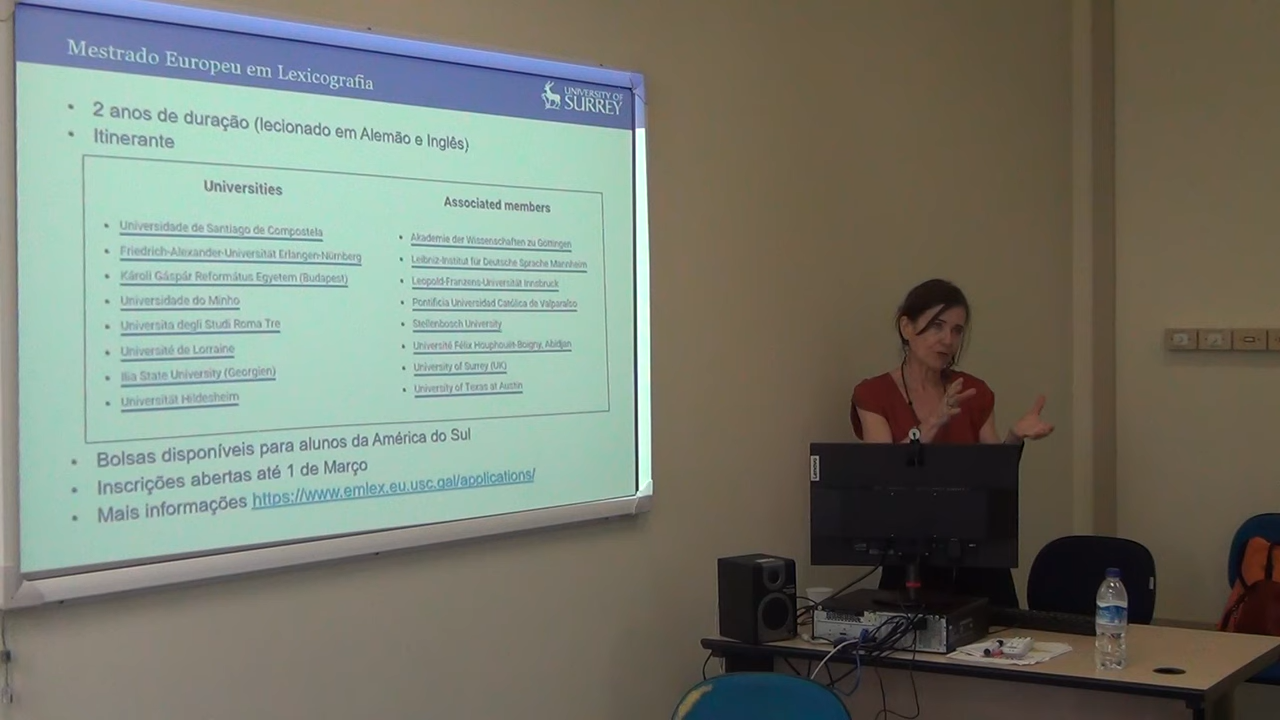 Mestrado Europeu em Lexicografia
UNIVERSITY OF
SURREY
• 2 anos de duração (lecionado em Alemão e Inglês)
• Itinerante
Universities
• Universidade de Santiago de Compostela
• Friedrich-Alexander-Universität Erlangen-Nürnberg
• Károli Gáspár Református Egyetem (Budapest)
• Universidade do Minho
• Universita degli Studi Roma Tre
• Université de Lorraine
• Ilia State University (Georgien)
• Universität Hildesheim
Associated members
• Akademie der Wissenschaften zu Göttingen
• Leibniz-Institut für Deutsche Sprache Mannheim
• Leopold-Franzens-Universität Innsbruck
• Pontificia Universidad Católica de Valparaíso
• Stellenbosch University
• Université Félix Houphouët-Boigny, Abidjan
• University of Surrey (UK)
• University of Texas at Austin
• Bolsas disponíveis para alunos da América do Sul
• Inscrições abertas até 1 de Março
• Mais informações https://www.emlex.eu.usc.gal/applications/
Lenovo